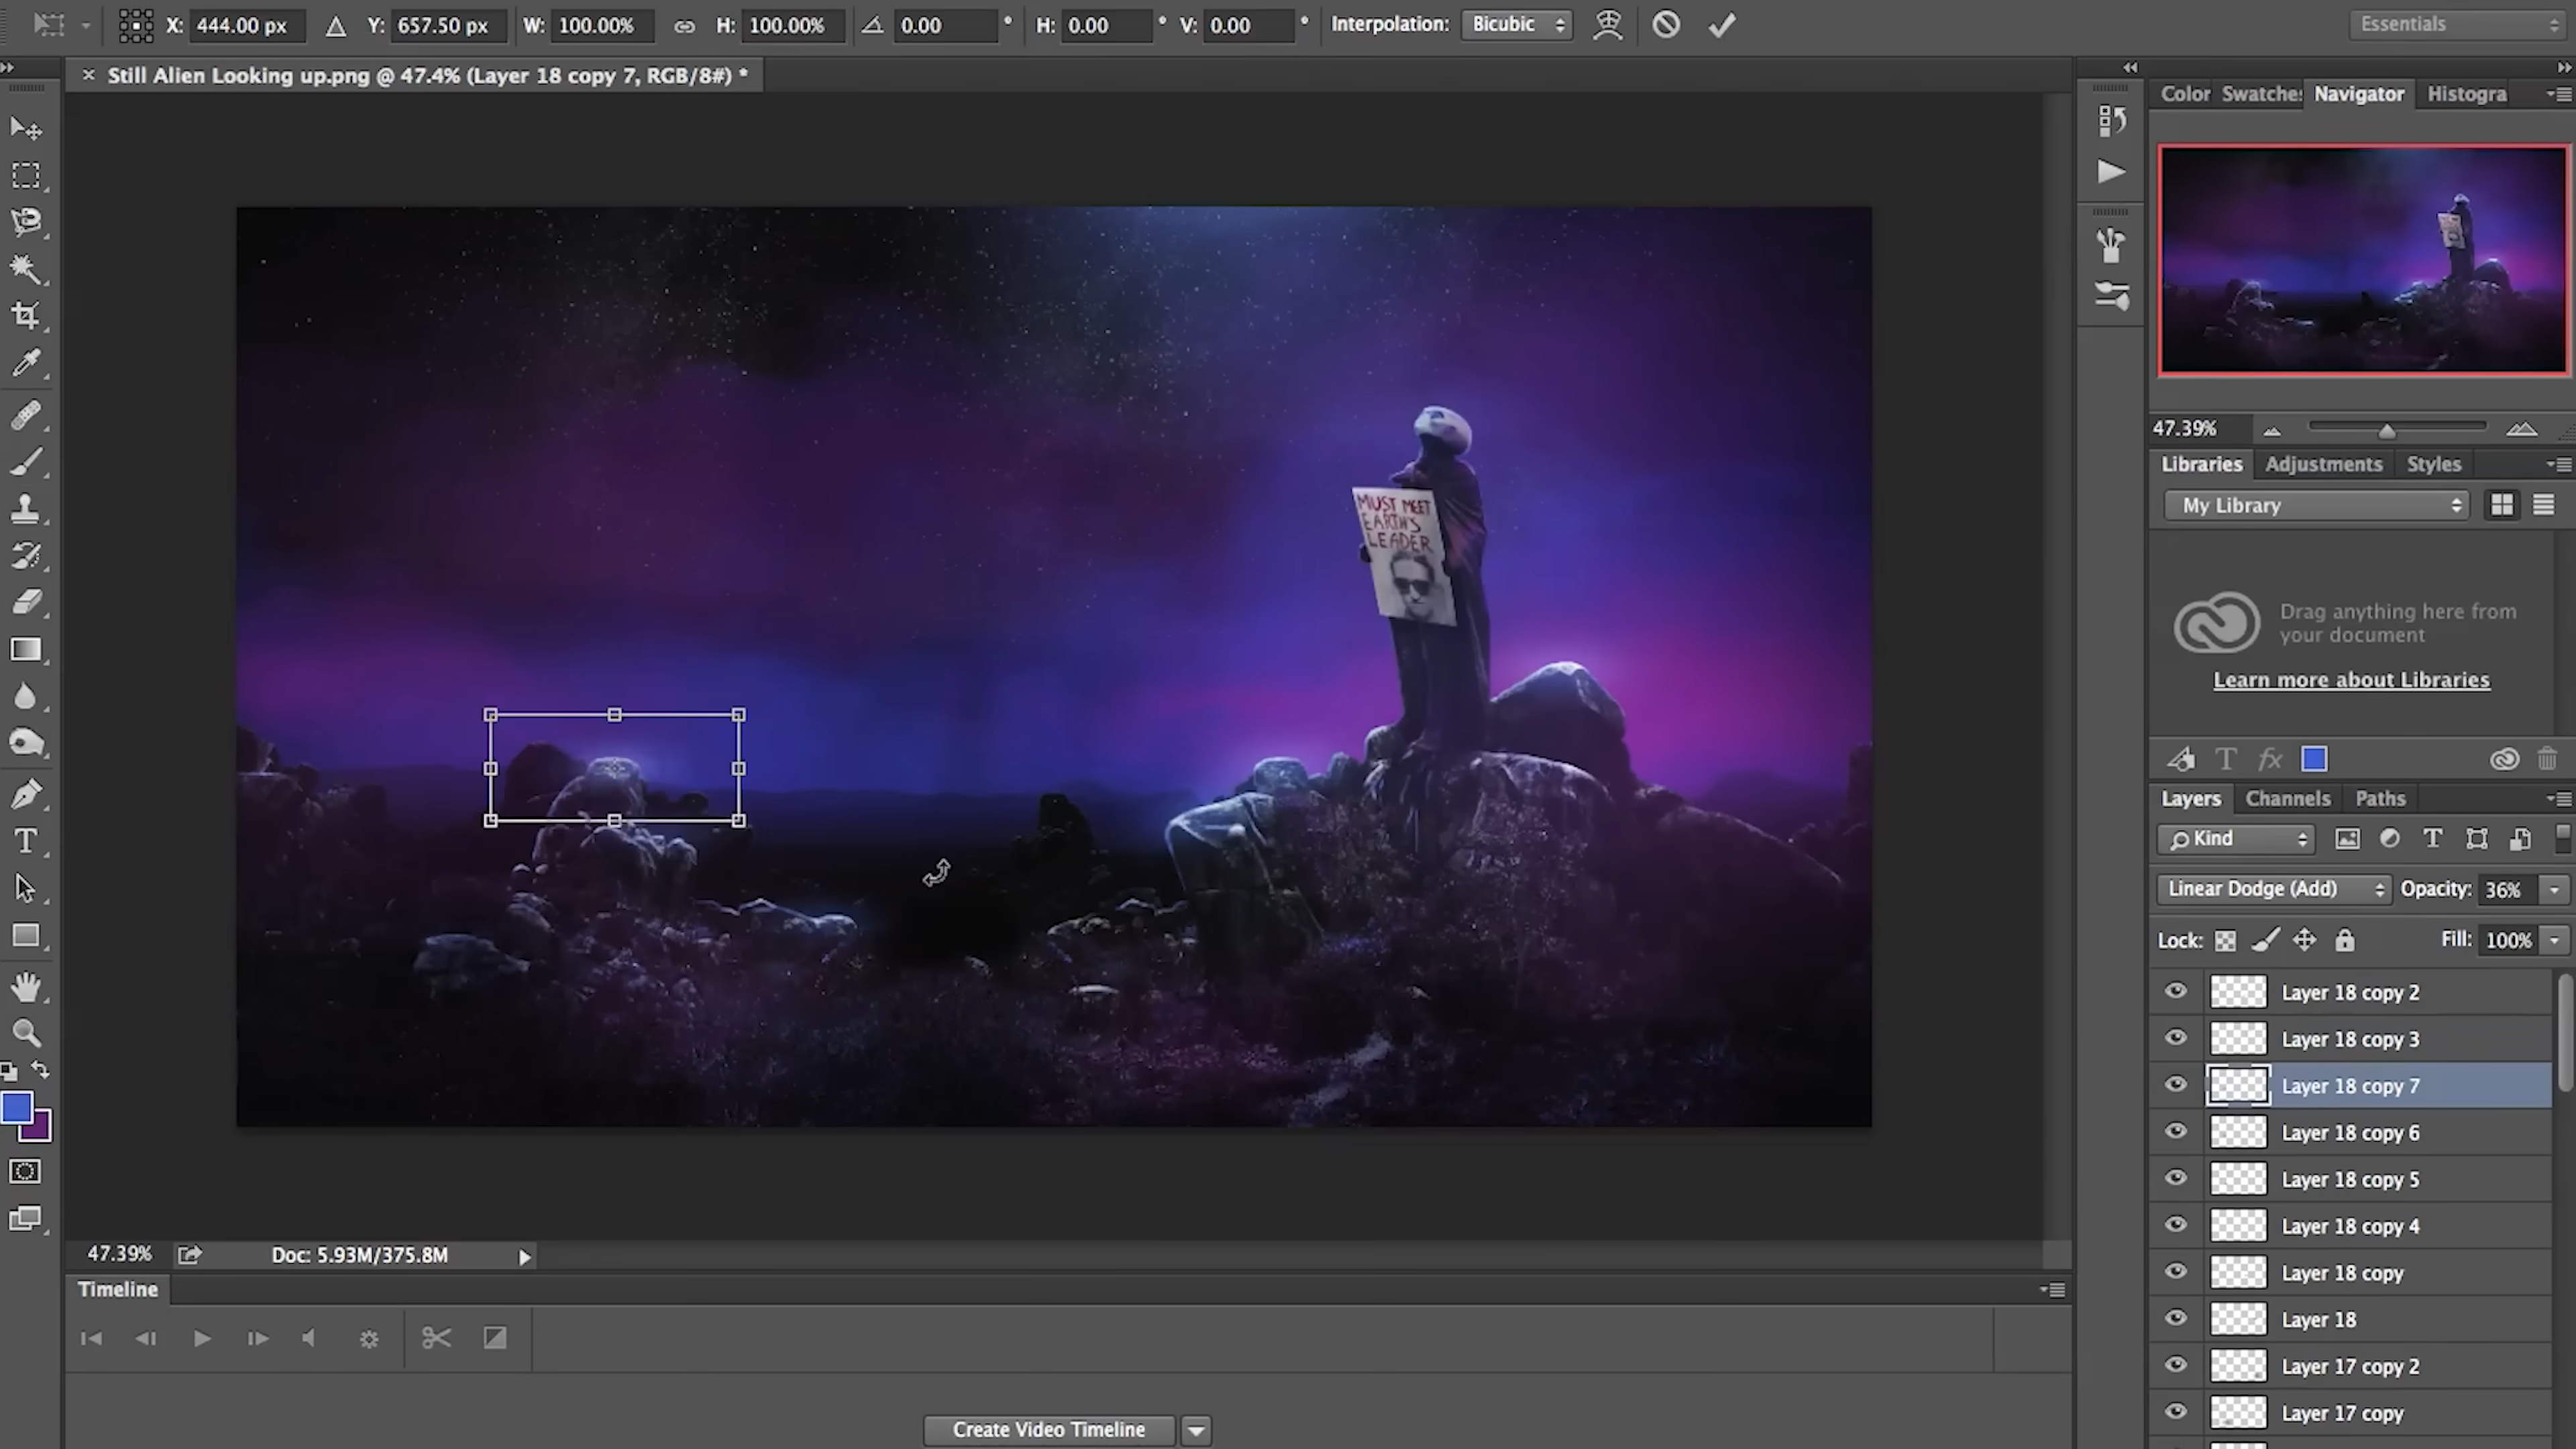 X: 444.00 px Y: 657.50 px W: 100.00% H: 100.00% 0.00 ° H: 0.00 ° V: 0.00 ° Interpolation: Bicubic Essentials
× Still Alien Looking up.png @ 47.4% (Layer 18 copy 7, RGB/8#) *
Color Swatches Navigator Histogra
MUST MEET
EARTH'S
LEADER
47.39%
Libraries Adjustments Styles
My Library
Drag anything here from
your document
Learn more about Libraries
T fx
Layers Channels Paths
Kind T
Linear Dodge (Add) Opacity: 36%
Lock: Fill: 100%
Layer 18 copy 2
Layer 18 copy 3
Layer 18 copy 7
Layer 18 copy 6
Layer 18 copy 5
Layer 18 copy 4
Layer 18 copy
Layer 18
Layer 17 copy 2
Layer 17 copy
47.39% Doc: 5.93M/375.8M
Timeline
Create Video Timeline